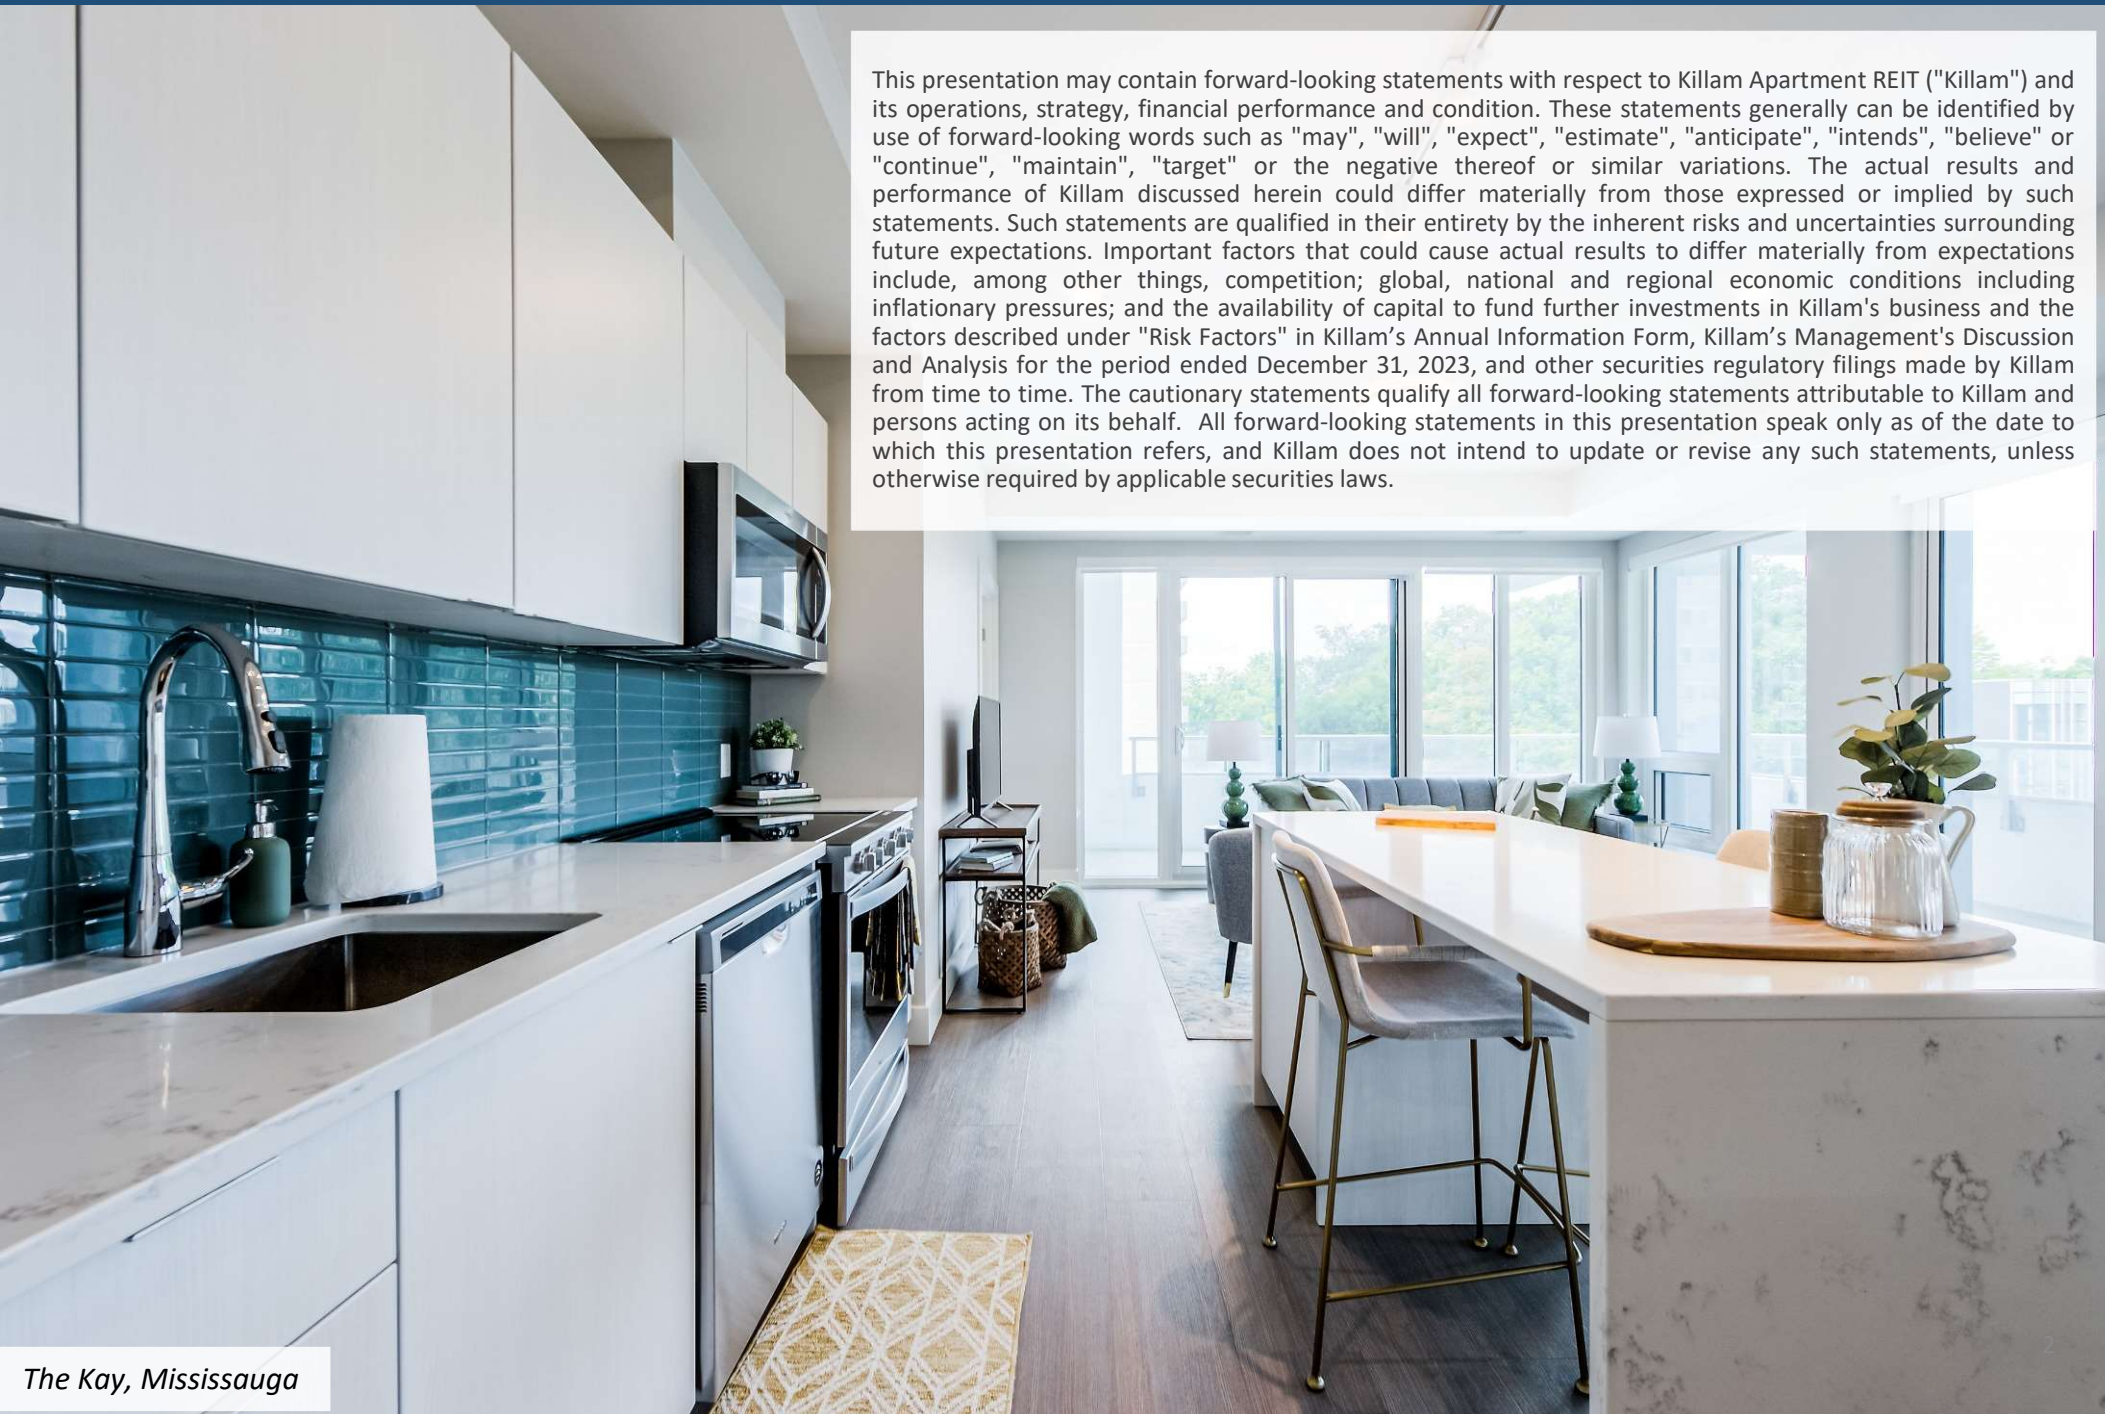 This presentation may contain forward-looking statements with respect to Killam Apartment REIT ("Killam") and
its operations, strategy, financial performance and condition. These statements generally can be identified by
use of forward-looking words such as "may", "will", "expect", "estimate", "anticipate", "intends", "believe" or
"continue", "maintain", "target" or the negative thereof or similar variations. The actual results and
performance of Killam discussed herein could differ materially from those expressed or implied by such
statements. Such statements are qualified in their entirety by the inherent risks and uncertainties surrounding
future expectations. Important factors that could cause actual results to differ materially from expectations
include, among other things, competition; global, national and regional economic conditions including
inflationary pressures; and the availability of capital to fund further investments in Killam's business and the
factors described under "Risk Factors" in Killam’s Annual Information Form, Killam’s Management's Discussion
and Analysis for the period ended December 31, 2023, and other securities regulatory filings made by Killam
from time to time. The cautionary statements qualify all forward-looking statements attributable to Killam and
persons acting on its behalf.  All forward-looking statements in this presentation speak only as of the date to
which this presentation refers, and Killam does not intend to update or revise any such statements, unless
otherwise required by applicable securities laws.
The Kay, Mississauga
2